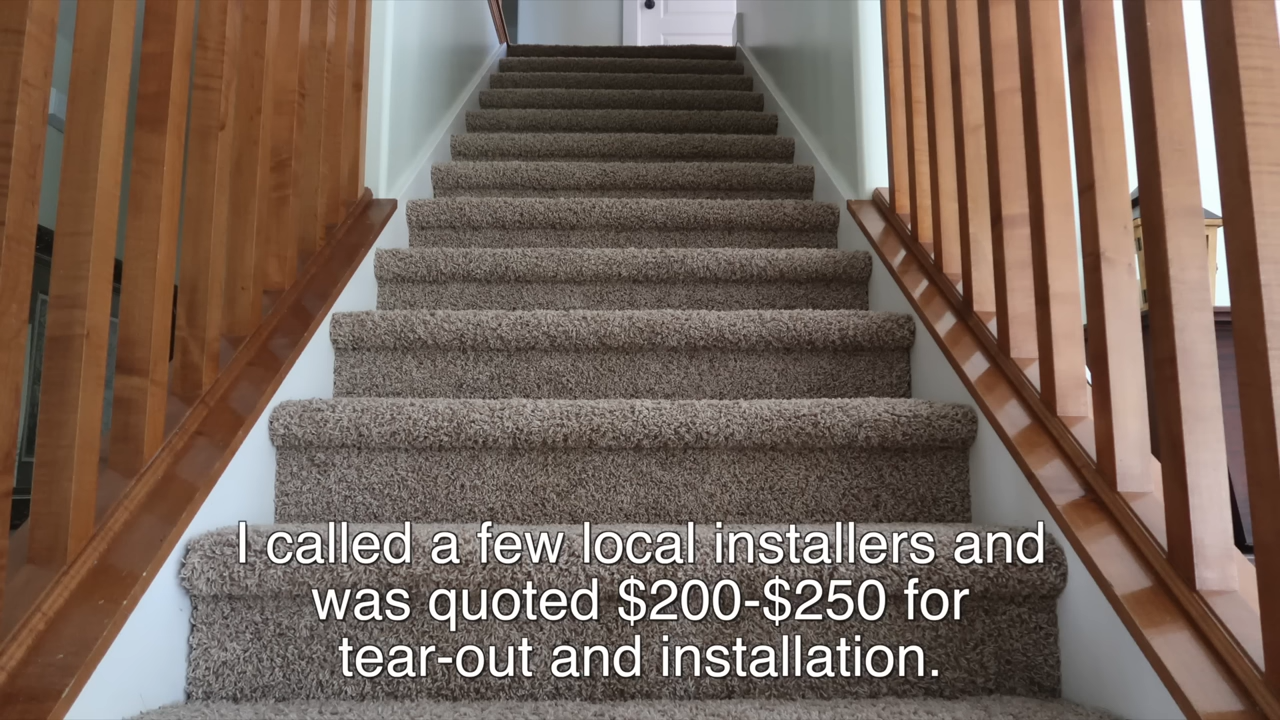 I called a few local installers and
was quoted $200-$250 for
tear-out and installation.